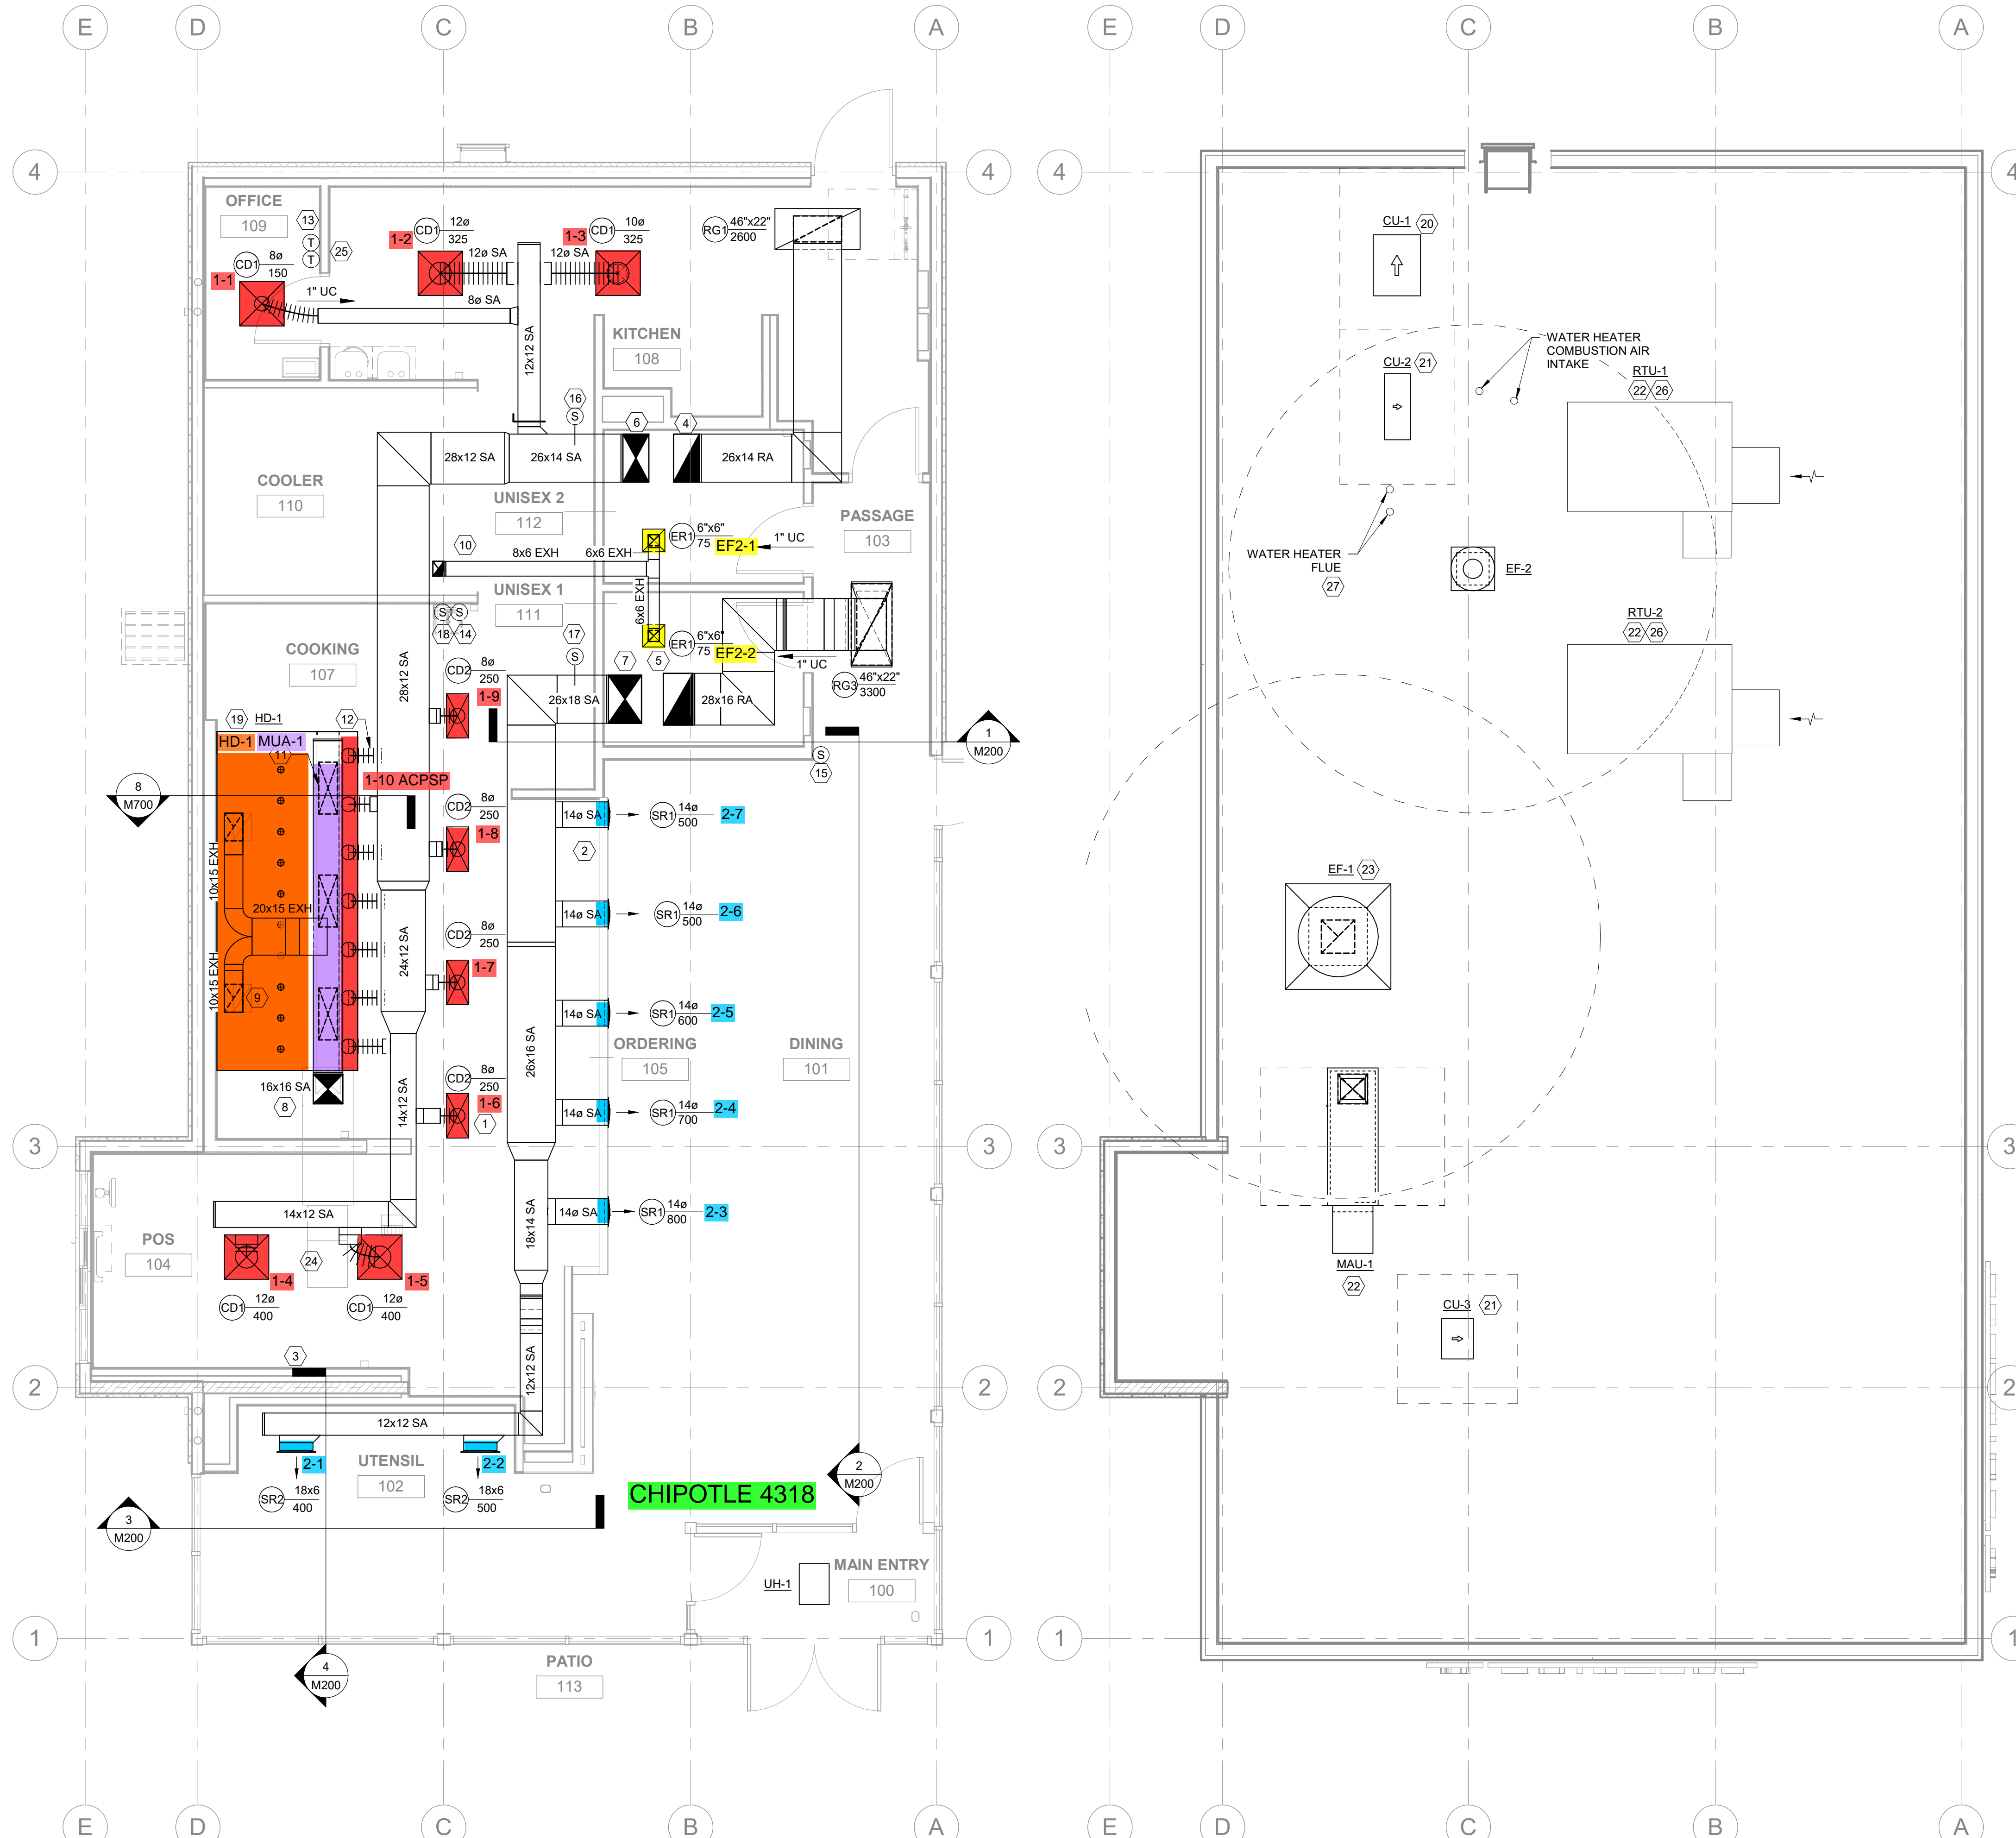 E
D
C
B
A
E
D
C
B
A
4
4
4
4
OFFICE
109
13
T
T
25
CD1
8ø
150
1-1
1" UC
8ø SA
1-2
CD1
12ø
325
12ø SA
1-3
CD1
10ø
325
12ø SA
RG1
46"x22"
2600
12x12 SA
KITCHEN
108
16
S
6
4
28x12 SA
26x14 SA
26x14 RA
COOLER
110
UNISEX 2
112
PASSAGE
103
10
8x6 EXH
6x6 EXH
ER1
6"x6"
75
EF2-1
1" UC
UNISEX 1
111
6x6 EXH
S
S
18
14
17
S
7
5
ER1
6"x6"
75
EF2-2
1" UC
RG3
46"x22"
3300
COOKING
107
28x12 SA
CD2
8ø
250
1-9
26x18 SA
28x16 RA
19
HD-1
12
HD-1
MUA-1
11
1-10 ACPSP
S
15
1
M200
8
M700
CD2
8ø
250
1-8
14ø SA
SR1
14ø
500
2-7
2
10x15 EXH
20x15 EXH
14ø SA
SR1
14ø
500
2-6
24x12 SA
CD2
8ø
250
1-7
10x15 EXH
9
14ø SA
SR1
14ø
600
2-5
26x16 SA
ORDERING
105
DINING
101
16x16 SA
8
14x12 SA
CD2
8ø
250
1-6
1
14ø SA
SR1
14ø
700
2-4
3
3
3
3
14x12 SA
18x14 SA
14ø SA
SR1
14ø
800
2-3
POS
104
24
1-4
1-5
CD1
12ø
400
CD1
12ø
400
3
12x12 SA
2
2
2
2
12x12 SA
2-1
2-2
UTENSIL
102
SR2
18x6
400
SR2
18x6
500
2
M200
CHIPOTLE 4318
3
M200
UH-1
MAIN ENTRY
100
1
1
1
1
4
M200
PATIO
113
CU-1
20
CU-2
21
WATER HEATER
COMBUSTION AIR
INTAKE
RTU-1
22
26
WATER HEATER
FLUE
27
EF-2
RTU-2
22
26
EF-1
23
MAU-1
22
CU-3
21
E
D
C
B
A
E
D
C
B
A